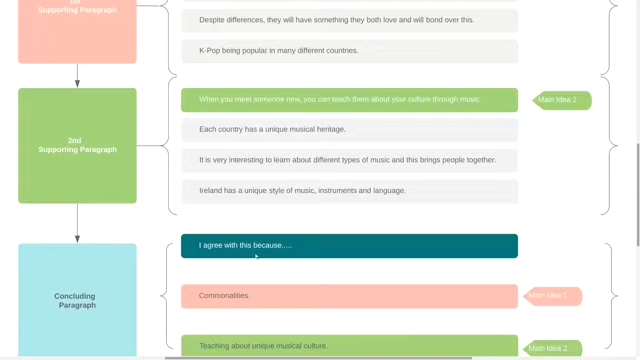 1st
Supporting Paragraph
Despite differences, they will have something they both love and will bond over this.
K-Pop being popular in many different countries.
When you meet someone new, you can teach them about your culture through music.
Main Idea 2
Each country has a unique musical heritage.
2nd
Supporting Paragraph
It is very interesting to learn about different types of music and this brings people together.
Ireland has a unique style of music, instruments and language.
I agree with this because.....
Concluding
Paragraph
Commonalities.
Main Idea 1
Teaching about unique musical culture.
Main Idea 2